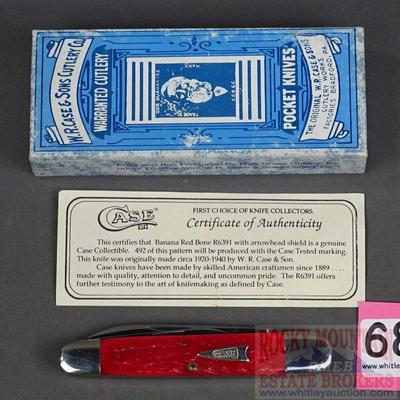 W.R. CASE & SONS CUTLERY CO.
WARRANTED CUTLERY
POCKET KNIVES
THE ORIGINAL W.R. CASE & SONS
CUTLERY WORKS
FACTORIES BRADFORD, PA.
CASE
FIRST CHOICE OF KNIFE COLLECTORS.
Certificate of Authenticity
This certifies that Banana Red Bone R6391 with arrowhead shield is a genuine
Case Collectible. 492 of this pattern will be produced with the Case Tested marking.
This knife was originally made circa 1920-1940 by W. R. Case & Son.
Case knives have been made by skilled American craftsmen since 1889 ....
made with quality, attention to detail, and uncommon pride. The R6391 offers
further testimony to the art of knifemaking as defined by Case.
CASE
68
ROCKY MOUNT
WEB
ESTATE BROKERS
www.whitleyauction.com